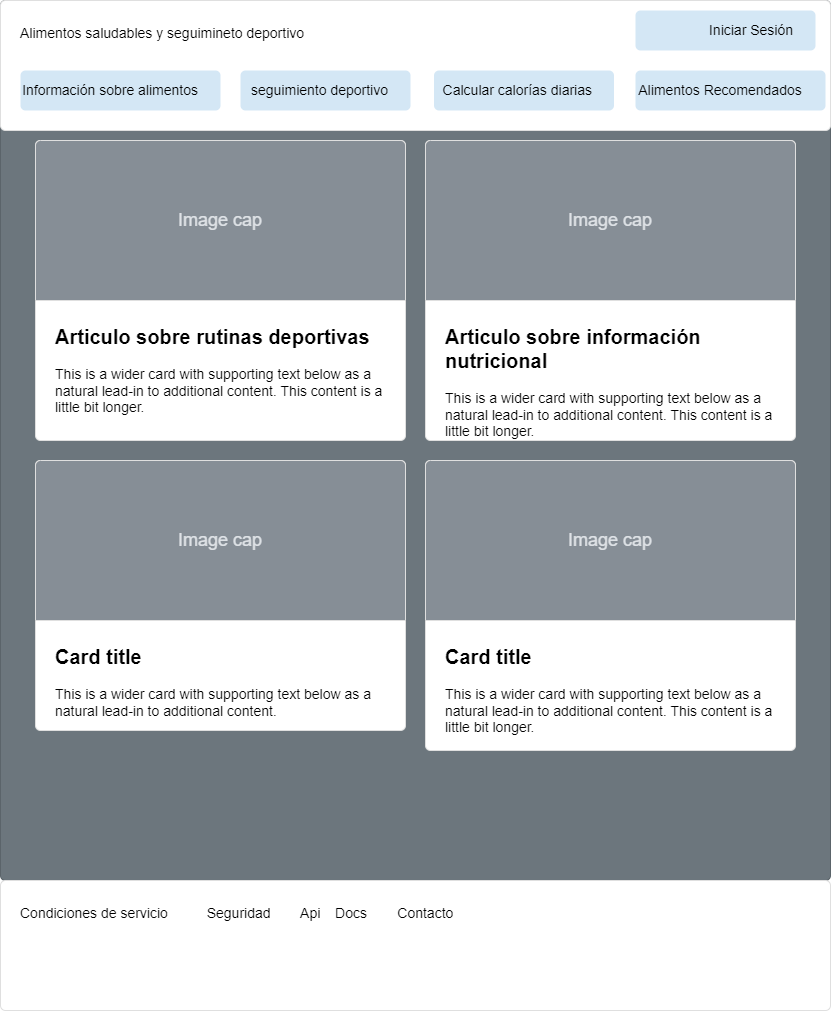 Alimentos saludables y seguimineto deportivo
Iniciar Sesión
Información sobre alimentos
seguimiento deportivo
Calcular calorías diarias
Alimentos Recomendados
Image cap
Image cap
Articulo sobre rutinas deportivas
This is a wider card with supporting text below as a
natural lead-in to additional content. This content is a
little bit longer.
Articulo sobre información
nutricional
This is a wider card with supporting text below as a
natural lead-in to additional content. This content is a
little bit longer.
Image cap
Image cap
Card title
This is a wider card with supporting text below as a
natural lead-in to additional content.
Card title
This is a wider card with supporting text below as a
natural lead-in to additional content. This content is a
little bit longer.
Condiciones de servicio
Seguridad
Api
Docs
Contacto